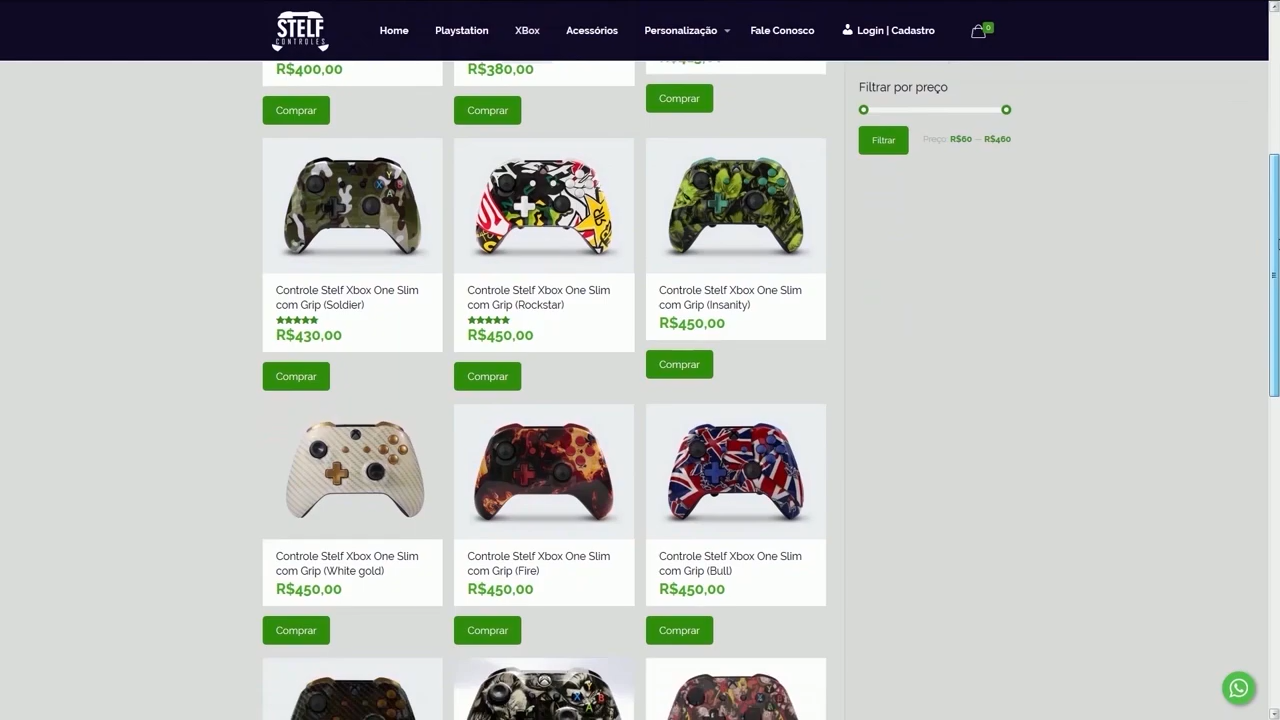 STELF
CONTROLES
Home
Playstation
XBox
Acessórios
Personalização
Fale Conosco
Login | Cadastro
0
R$400,00
R$380,00
Comprar
Comprar
Comprar
Filtrar por preço
Filtrar
Preço: R$60 — R$460
Controle Stelf Xbox One Slim
com Grip (Soldier)
R$430,00
Comprar
Controle Stelf Xbox One Slim
com Grip (Rockstar)
R$450,00
Comprar
Controle Stelf Xbox One Slim
com Grip (Insanity)
R$450,00
Comprar
Controle Stelf Xbox One Slim
com Grip (White gold)
R$450,00
Comprar
Controle Stelf Xbox One Slim
com Grip (Fire)
R$450,00
Comprar
Controle Stelf Xbox One Slim
com Grip (Bull)
R$450,00
Comprar